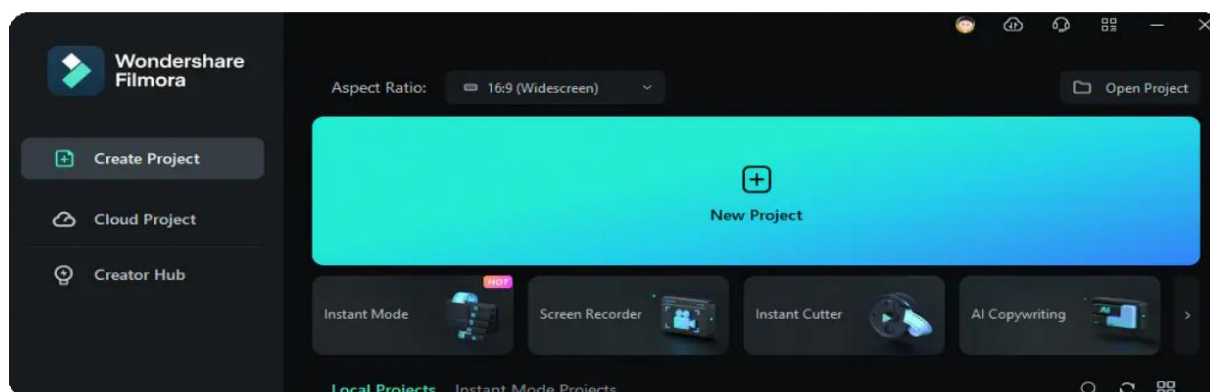 Wondershare
Filmora
Aspect Ratio: 16:9 (Widescreen)
Open Project
Create Project
Cloud Project
Creator Hub
New Project
HOT
Instant Mode
Screen Recorder
Instant Cutter
AI Copywriting
AI
Local Projects
Instant Mode Projects